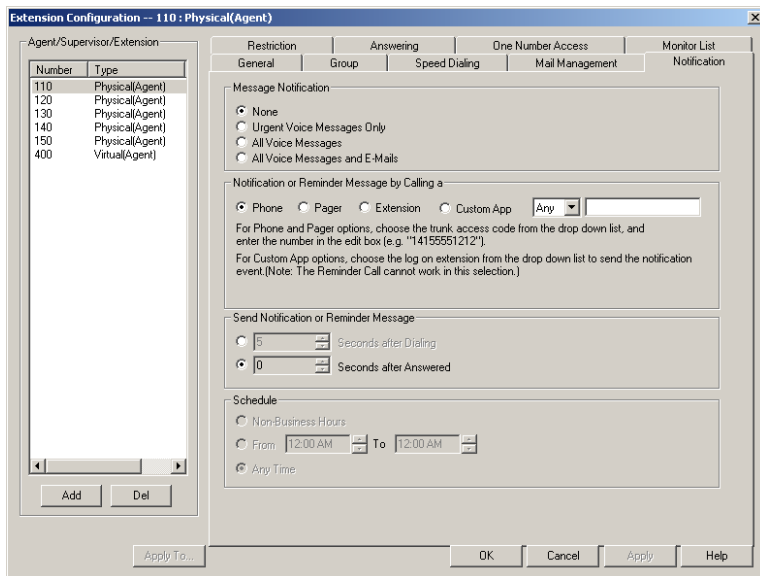 Extension Configuration -- 110 : Physical(Agent)
Agent/Supervisor/Extension
Number Type
110 Physical(Agent)
120 Physical(Agent)
130 Physical(Agent)
140 Physical(Agent)
150 Physical(Agent)
400 Virtual(Agent)
Add Del
Restriction Answering One Number Access Monitor List
General Group Speed Dialing Mail Management Notification
Message Notification
None
Urgent Voice Messages Only
All Voice Messages
All Voice Messages and E-Mails
Notification or Reminder Message by Calling a
Phone Pager Extension Custom App Any
For Phone and Pager options, choose the trunk access code from the drop down list, and
enter the number in the edit box (e.g. "14155551212").
For Custom App options, choose the log on extension from the drop down list to send the notification
event.(Note: The Reminder Call cannot work in this selection.)
Send Notification or Reminder Message
5 Seconds after Dialing
0 Seconds after Answered
Schedule
Non-Business Hours
From 12:00 AM To 12:00 AM
Any Time
Apply To... OK Cancel Apply Help